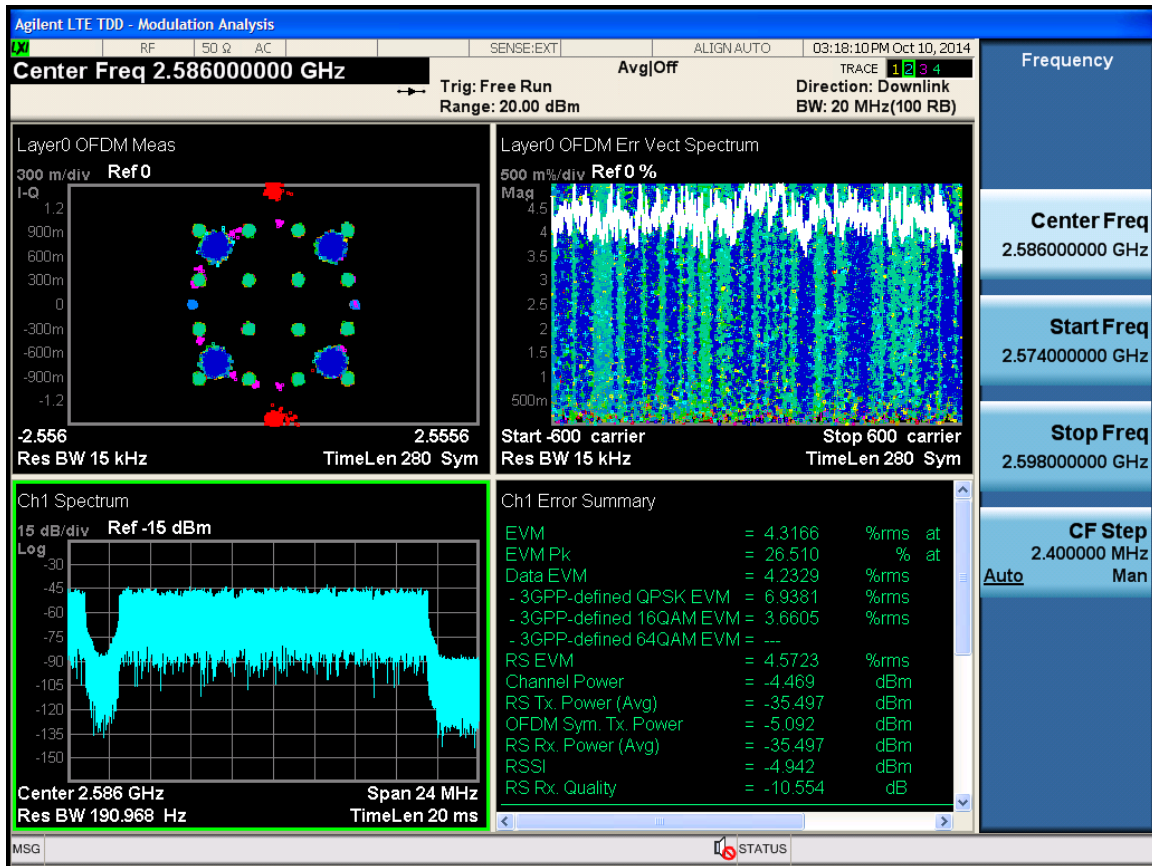 Agilent LTE TDD - Modulation Analysis
LXI RF 50 Ω AC SENSE:EXT ALIGN AUTO 03:18:10 PM Oct 10, 2014
Center Freq 2.586000000 GHz
Avg|Off
TRACE 1 2 3 4
Trig: Free Run
Direction: Downlink
Range: 20.00 dBm
BW: 20 MHz(100 RB)
Layer0 OFDM Meas
300 m/div Ref 0
I-Q
1.2
900m
600m
300m
0
-300m
-600m
-900m
-1.2
-2.556 2.5556
Res BW 15 kHz TimeLen 280 Sym
Layer0 OFDM Err Vect Spectrum
500 m%/div Ref 0 %
Mag
4.5
4
3.5
3
2.5
2
1.5
1
500m
Start -600 carrier Stop 600 carrier
Res BW 15 kHz TimeLen 280 Sym
Ch1 Spectrum
15 dB/div Ref -15 dBm
Log
-30
-45
-60
-75
-90
-105
-120
-135
-150
Center 2.586 GHz Span 24 MHz
Res BW 190.968 Hz TimeLen 20 ms
Ch1 Error Summary
EVM = 4.3166 %rms at
EVM Pk = 26.510 % at
Data EVM = 4.2329 %rms
- 3GPP-defined QPSK EVM = 6.9381 %rms
- 3GPP-defined 16QAM EVM = 3.6605 %rms
- 3GPP-defined 64QAM EVM = ---
RS EVM = 4.5723 %rms
Channel Power = -4.469 dBm
RS Tx. Power (Avg) = -35.497 dBm
OFDM Sym. Tx. Power = -5.092 dBm
RS Rx. Power (Avg) = -35.497 dBm
RSSI = -4.942 dBm
RS Rx. Quality = -10.554 dB
Frequency
Center Freq
2.586000000 GHz
Start Freq
2.574000000 GHz
Stop Freq
2.598000000 GHz
CF Step
2.400000 MHz
Auto Man
MSG STATUS